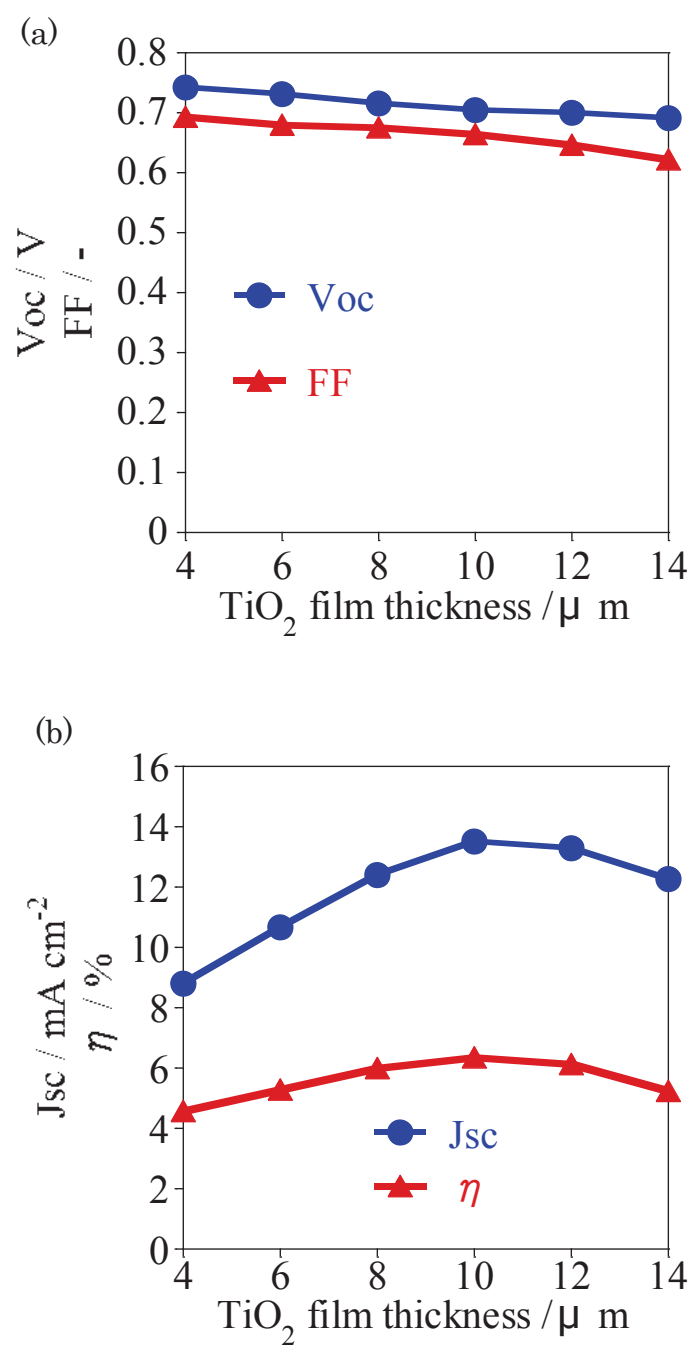 (a)
0.8
0.7
0.6
0.5
0.4
0.3
0.2
0.1
0
Voc / V
FF / -
Voc
FF
4 6 8 10 12 14
TiO2 film thickness /μ m
(b)
16
14
12
10
8
6
4
2
0
Jsc / mA cm-2
η / %
Jsc
η
4 6 8 10 12 14
TiO2 film thickness /μ m